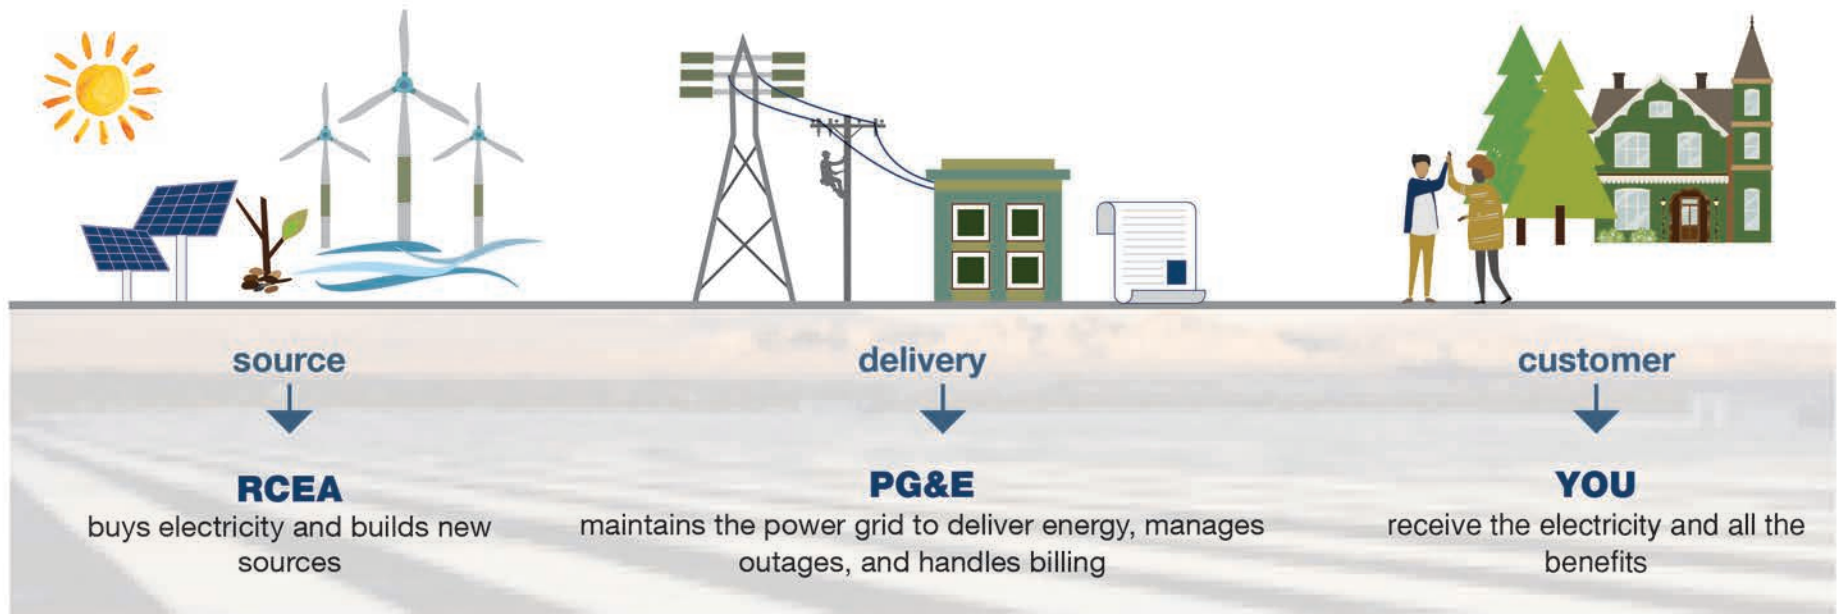 source
delivery
customer
RCEA
buys electricity and builds new
sources
PG&E
maintains the power grid to deliver energy, manages
outages, and handles billing
YOU
receive the electricity and all the
benefits